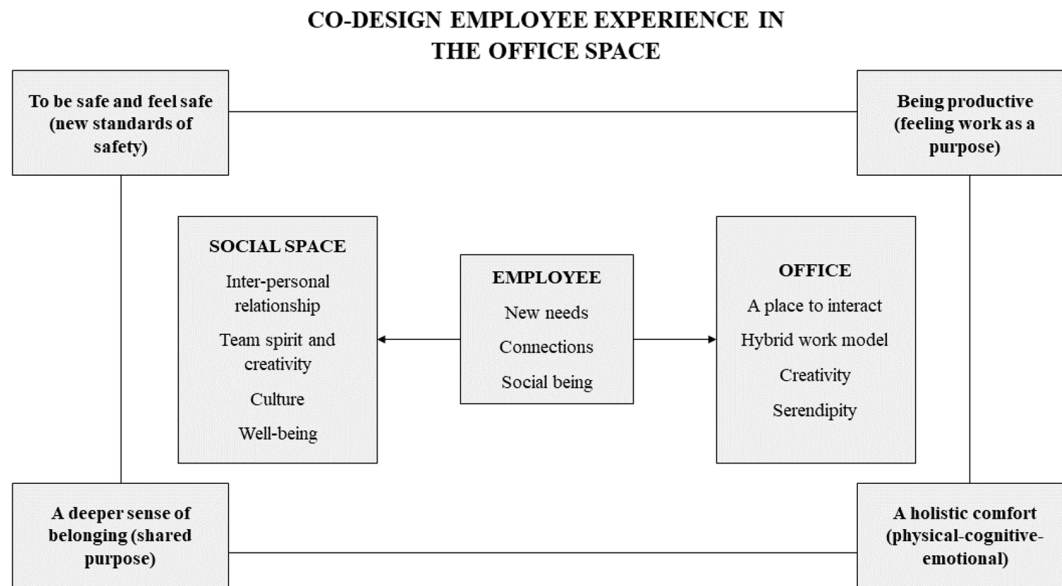 CO-DESIGN EMPLOYEE EXPERIENCE IN
THE OFFICE SPACE
To be safe and feel safe
(new standards of
safety)
Being productive
(feeling work as a
purpose)
SOCIAL SPACE
Inter-personal
relationship
Team spirit and
creativity
Culture
Well-being
EMPLOYEE
New needs
Connections
Social being
OFFICE
A place to interact
Hybrid work model
Creativity
Serendipity
A deeper sense of
belonging (shared
purpose)
A holistic comfort
(physical-cognitive-
emotional)